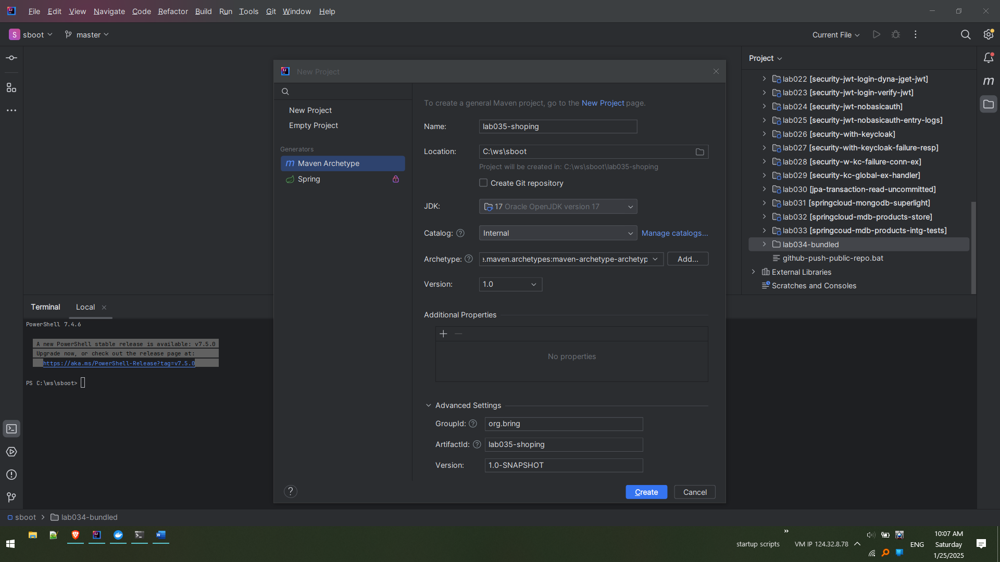 File Edit View Navigate Code Refactor Build Run Tools Git Window Help
S sboot master Current File
New Project
New Project
Empty Project
Generators
m Maven Archetype
Spring
To create a general Maven project, go to the New Project page.
Name: lab035-shoping
Location: C:\ws\sboot
Project will be created in: C:\ws\sboot\lab035-shoping
Create Git repository
JDK: 17 Oracle OpenJDK version 17
Catalog: ? Internal Manage catalogs...
Archetype: ? e.maven.archetypes:maven-archetype-archetyp Add...
Version: 1.0
Additional Properties
No properties
Advanced Settings
GroupId: ? org.bring
ArtifactId: ? lab035-shoping
Version: 1.0-SNAPSHOT
? Create Cancel
Project
lab022 [security-jwt-login-dyna-jget-jwt]
lab023 [security-jwt-login-verify-jwt]
lab024 [security-jwt-nobasicauth]
lab025 [security-jwt-nobasicauth-entry-logs]
lab026 [security-with-keycloak]
lab027 [security-with-keycloak-failure-resp]
lab028 [security-w-kc-failure-conn-ex]
lab029 [security-kc-global-ex-handler]
lab030 [jpa-transaction-read-uncommitted]
lab031 [springcloud-mongodb-superlight]
lab032 [springcloud-mdb-products-store]
lab033 [springcoud-mdb-products-intg-tests]
lab034-bundled
github-push-public-repo.bat
External Libraries
Scratches and Consoles
m
Terminal Local
PowerShell 7.4.6
A new PowerShell stable release is available: v7.5.0
Upgrade now, or check out the release page at:
https://aka.ms/PowerShell-Release?tag=v7.5.0
PS C:\ws\sboot>
sboot > lab034-bundled
startup scripts VM IP 124.32.8.78 ENG
10:07 AM
Saturday
1/25/2025